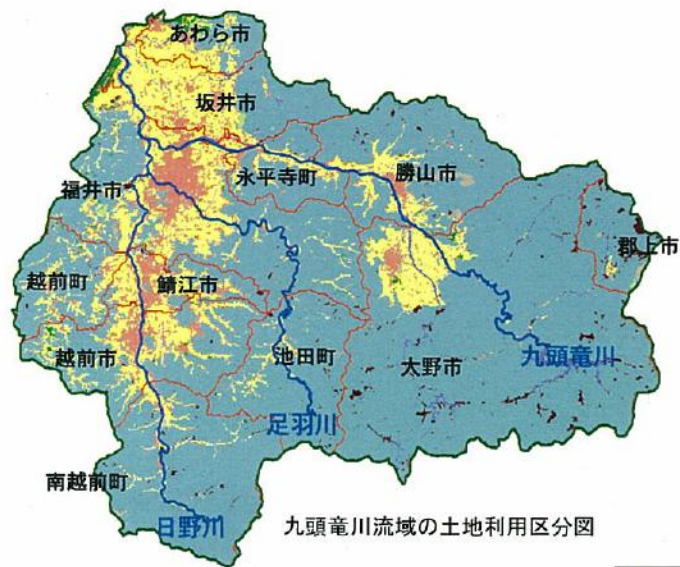 あわら市
坂井市
永平寺町
勝山市
福井市
郡上市
越前町
鯖江市
越前市
池田町
大野市
九頭竜川
足羽川
南越前町
日野川
九頭竜川流域の土地利用区分図